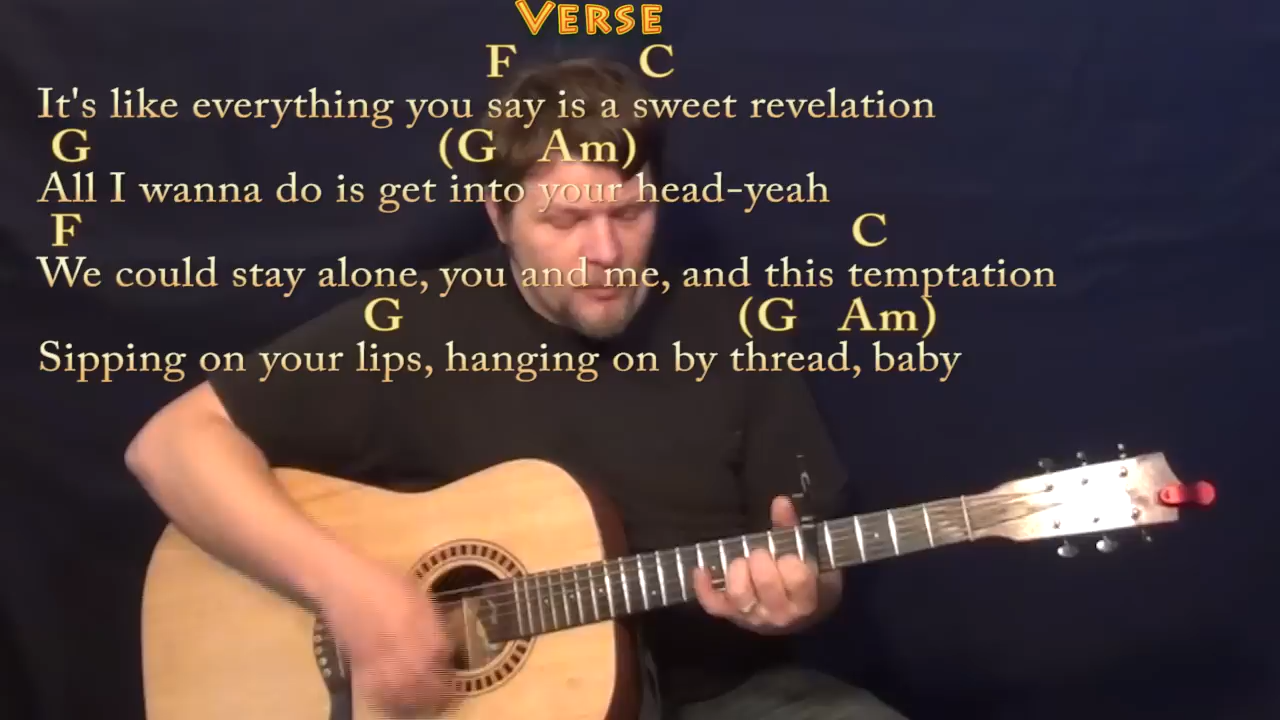 VERSE
F C
It's like everything you say is a sweet revelation
G (G Am)
All I wanna do is get into your head-yeah
F C
We could stay alone, you and me, and this temptation
G (G Am)
Sipping on your lips, hanging on by thread, baby